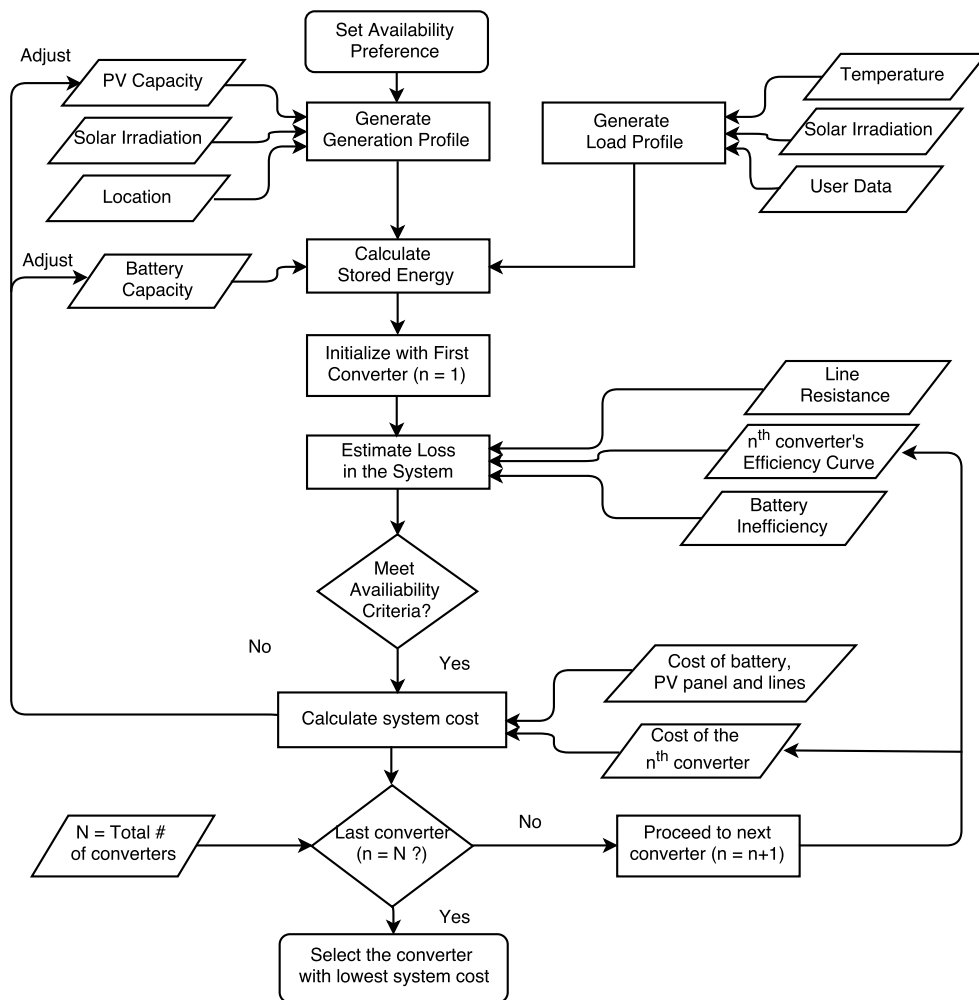 Set Availability
Preference
Adjust
PV Capacity
Solar Irradiation
Location
Generate
Generation Profile
Generate
Load Profile
Temperature
Solar Irradiation
User Data
Adjust
Battery
Capacity
Calculate
Stored Energy
Initialize with First
Converter (n = 1)
Line
Resistance
Estimate Loss
in the System
nth converter's
Efficiency Curve
Battery
Inefficiency
Meet
Availiability
Criteria?
No
Yes
Cost of battery,
PV panel and lines
Calculate system cost
Cost of the
nth converter
N = Total #
of converters
Last converter
(n = N ?)
No
Proceed to next
converter (n = n+1)
Yes
Select the converter
with lowest system cost